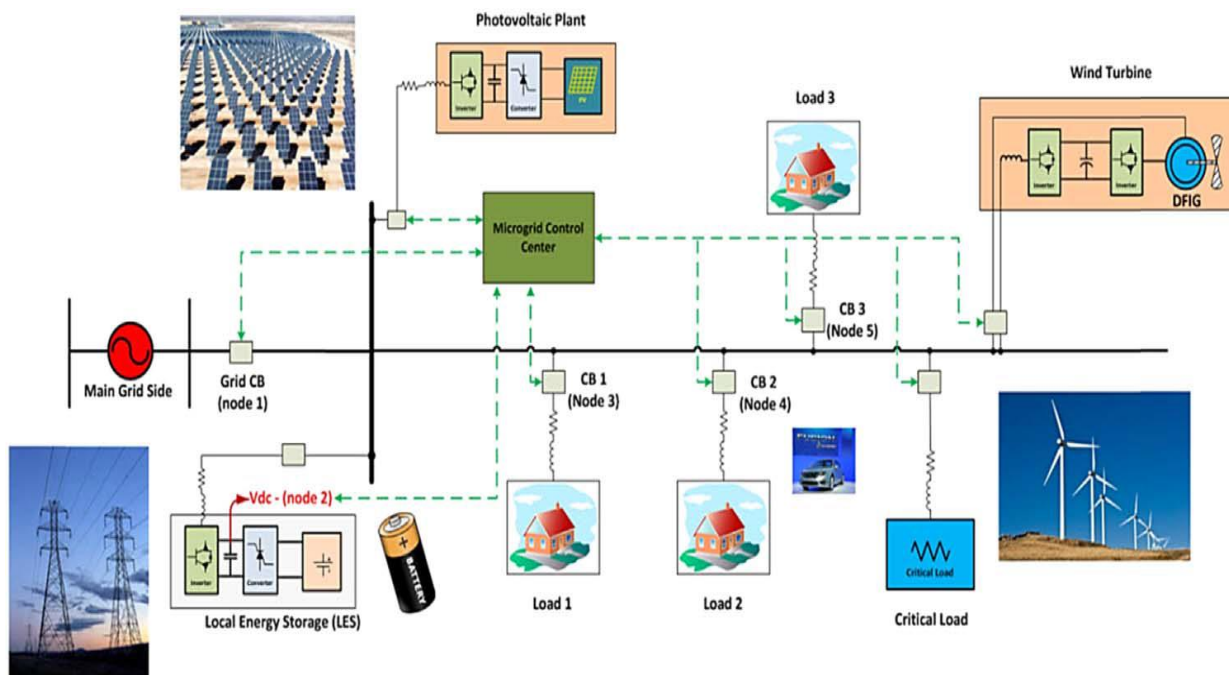 Photovoltaic Plant
Inverter
Converter
PV
Wind Turbine
Inverter
Inverter
DFIG
Load 3
Microgrid Control
Center
CB 3
(Node 5)
Main Grid Side
Grid CB
(node 1)
CB 1
(Node 3)
CB 2
(Node 4)
Vdc - (node 2)
Inverter
Converter
Local Energy Storage (LES)
BATTERY
Load 1
Load 2
Critical Load
Critical Load